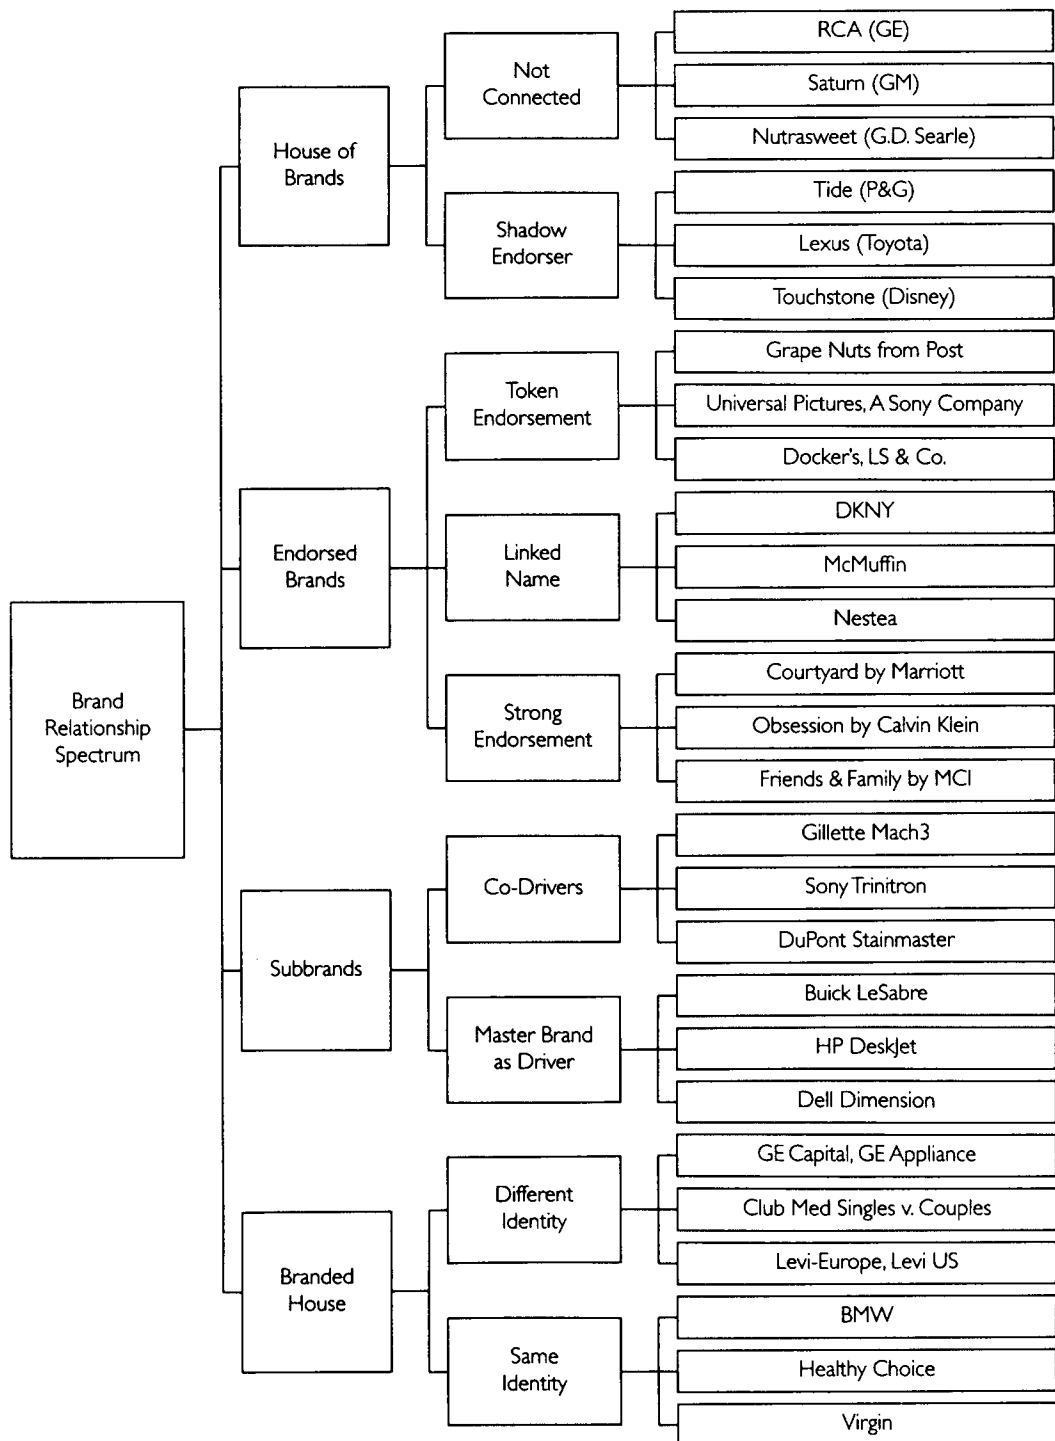 Brand
Relationship
Spectrum
House of
Brands
Not
Connected
RCA (GE)
Saturn (GM)
Nutrasweet (G.D. Searle)
Shadow
Endorser
Tide (P&G)
Lexus (Toyota)
Touchstone (Disney)
Endorsed
Brands
Token
Endorsement
Grape Nuts from Post
Universal Pictures, A Sony Company
Docker's, LS & Co.
Linked
Name
DKNY
McMuffin
Nestea
Strong
Endorsement
Courtyard by Marriott
Obsession by Calvin Klein
Friends & Family by MCI
Subbrands
Co-Drivers
Gillette Mach3
Sony Trinitron
DuPont Stainmaster
Master Brand
as Driver
Buick LeSabre
HP DeskJet
Dell Dimension
Branded
House
Different
Identity
GE Capital, GE Appliance
Club Med Singles v. Couples
Levi-Europe, Levi US
Same
Identity
BMW
Healthy Choice
Virgin